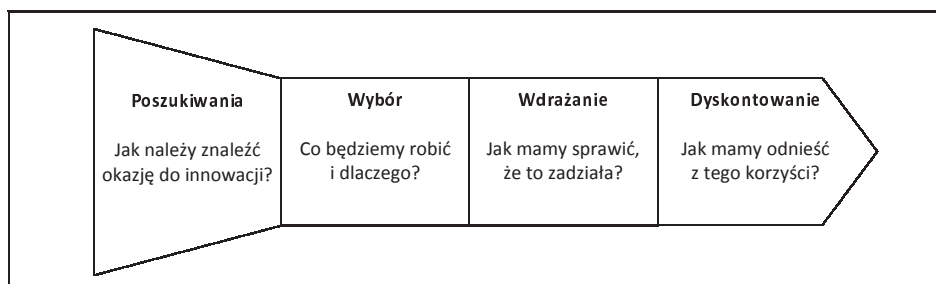 Poszukiwania
Jak należy znaleźć
okazję do innowacji?
Wybór
Co będziemy robić
i dlaczego?
Wdrażanie
Jak mamy sprawić,
że to zadziała?
Dyskontowanie
Jak mamy odnieść
z tego korzyści?